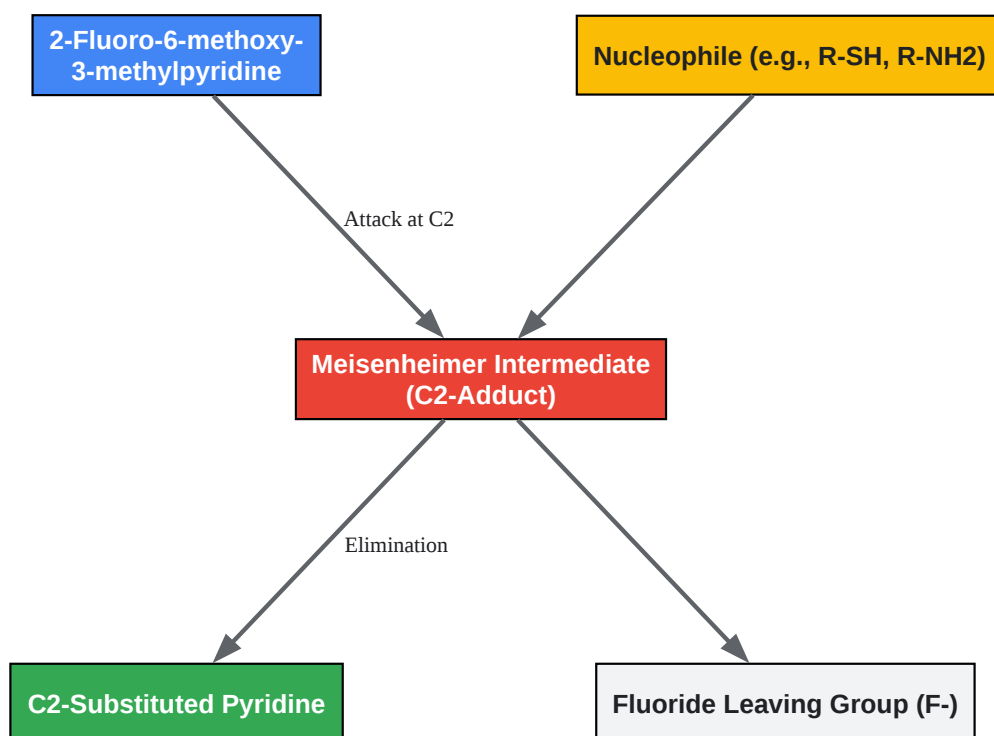 2-Fluoro-6-methoxy-
3-methylpyridine
Nucleophile (e.g., R-SH, R-NH2)
Attack at C2
Meisenheimer Intermediate
(C2-Adduct)
Elimination
C2-Substituted Pyridine
Fluoride Leaving Group (F-)